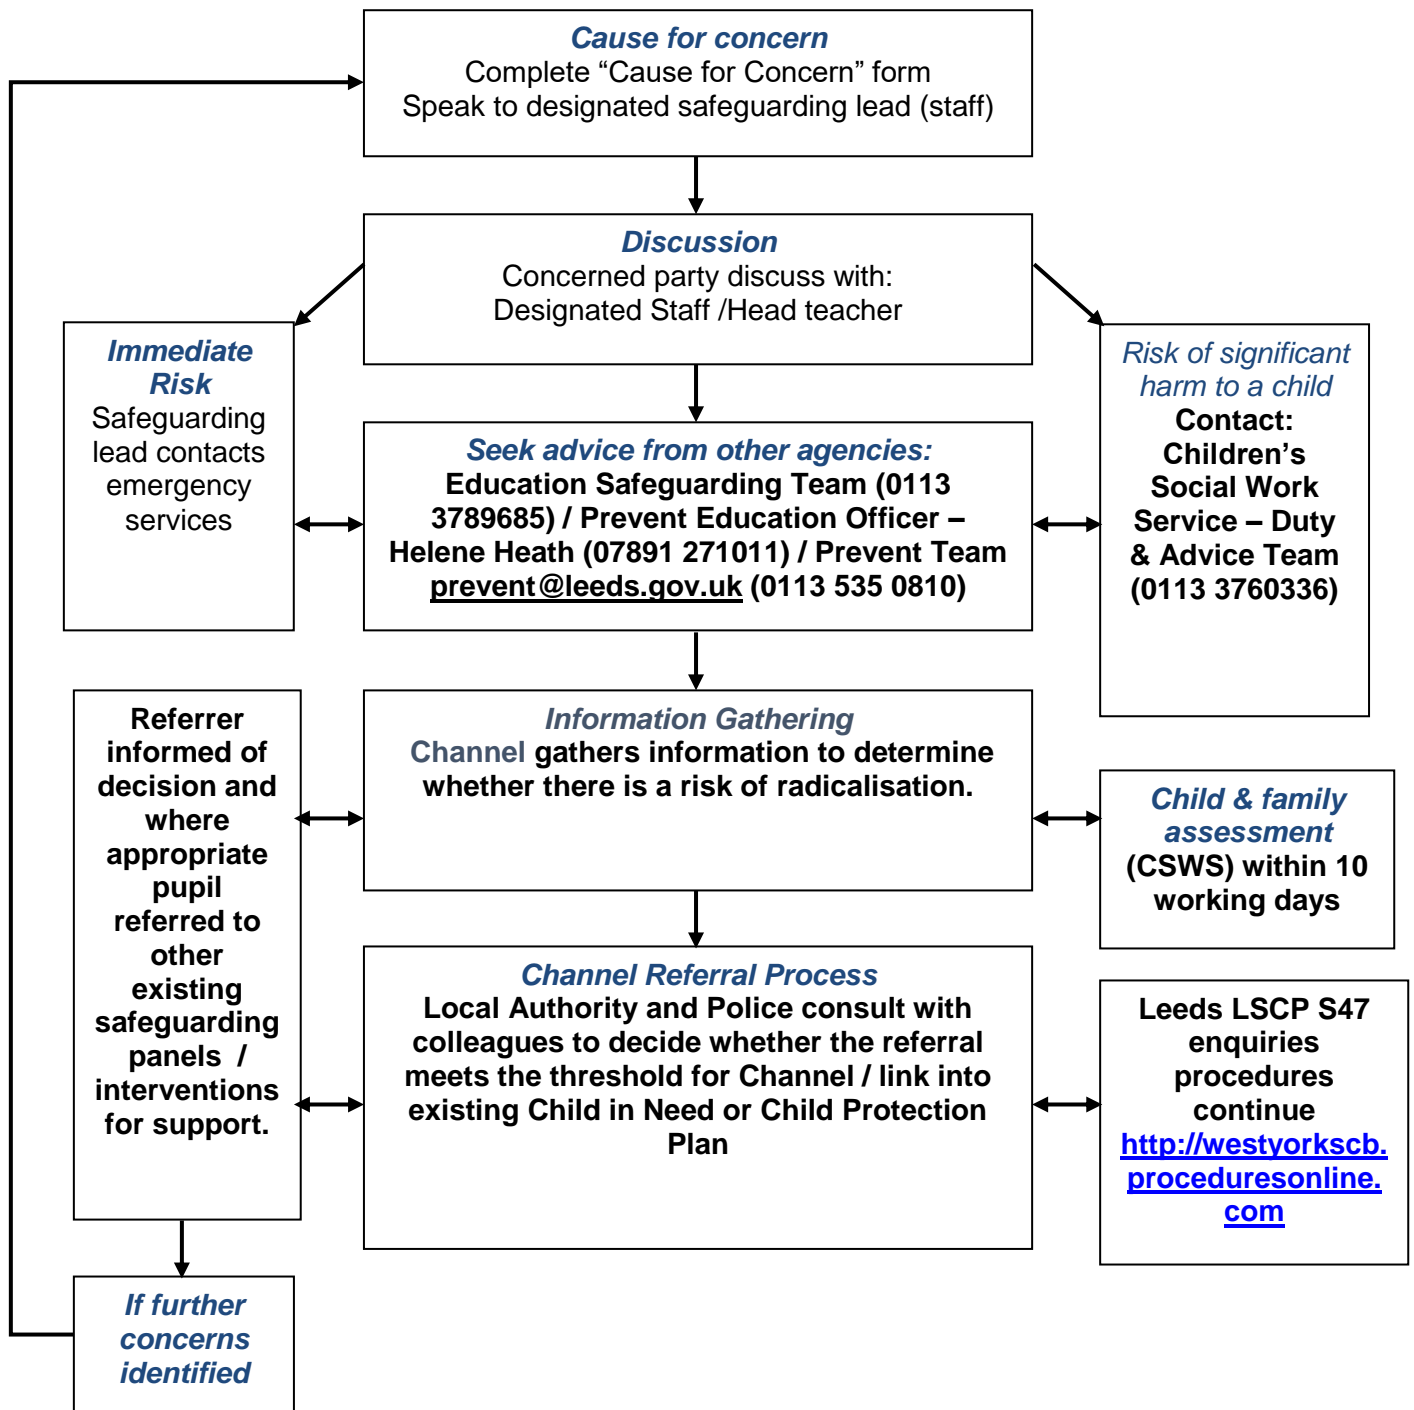 Cause for concern
Complete “Cause for Concern” form
Speak to designated safeguarding lead (staff)
Discussion
Concerned party discuss with:
Designated Staff /Head teacher
Immediate
Risk
Safeguarding
lead contacts
emergency
services
Seek advice from other agencies:
Education Safeguarding Team (0113
3789685) / Prevent Education Officer –
Helene Heath (07891 271011) / Prevent Team
prevent@leeds.gov.uk (0113 535 0810)
Risk of significant
harm to a child
Contact:
Children’s
Social Work
Service – Duty
& Advice Team
(0113 3760336)
Referrer
informed of
decision and
where
appropriate
pupil
referred to
other
existing
safeguarding
panels /
interventions
for support.
Information Gathering
Channel gathers information to determine
whether there is a risk of radicalisation.
Child & family
assessment
(CSWS) within 10
working days
Channel Referral Process
Local Authority and Police consult with
colleagues to decide whether the referral
meets the threshold for Channel / link into
existing Child in Need or Child Protection
Plan
Leeds LSCP S47
enquiries
procedures
continue
http://westyorkscb.
proceduresonline.
com
If further
concerns
identified